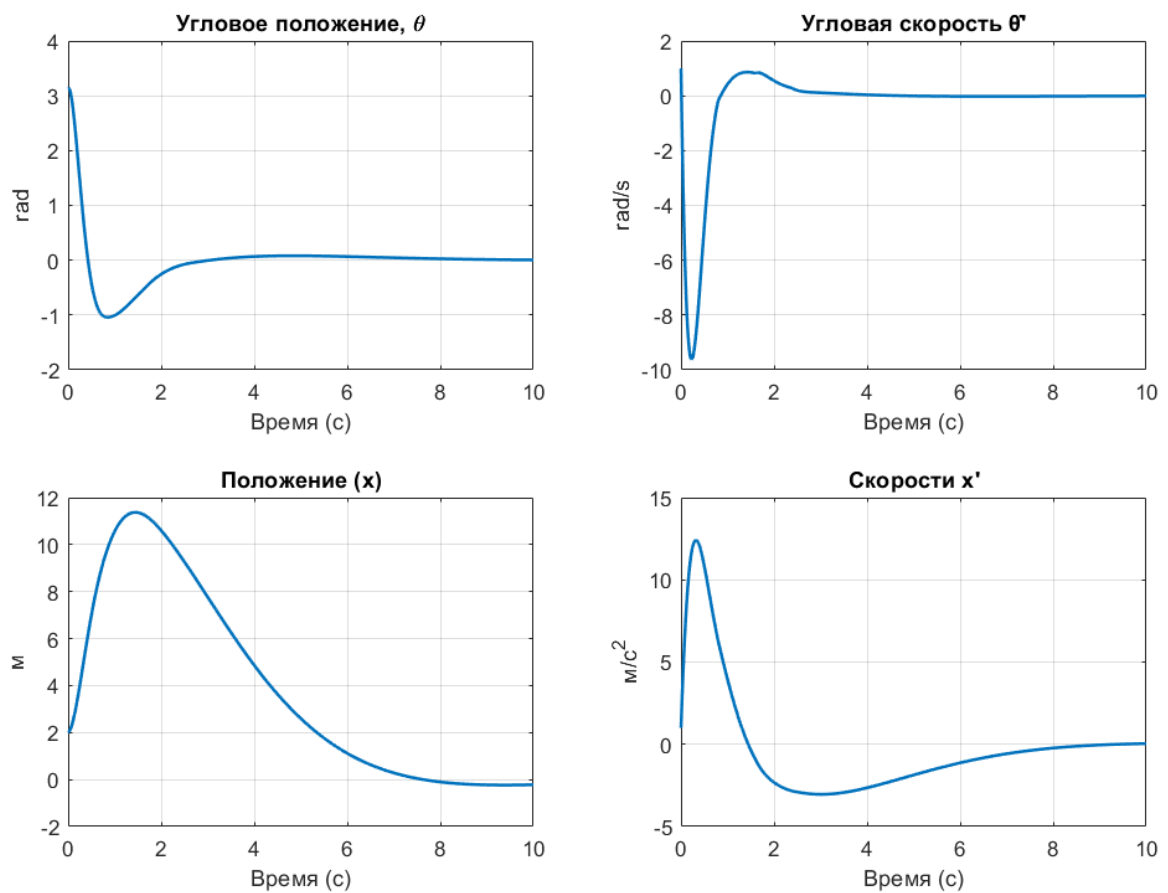 Угловое положение, θ
4
3
2
1
0
-1
-2
rad
0 2 4 6 8 10
Время (с)
Угловая скорость θ'
2
0
-2
-4
-6
-8
-10
rad/s
0 2 4 6 8 10
Время (с)
Положение (x)
12
10
8
6
4
2
0
-2
м
0 2 4 6 8 10
Время (с)
Скорости x'
15
10
5
0
-5
м/с²
0 2 4 6 8 10
Время (с)